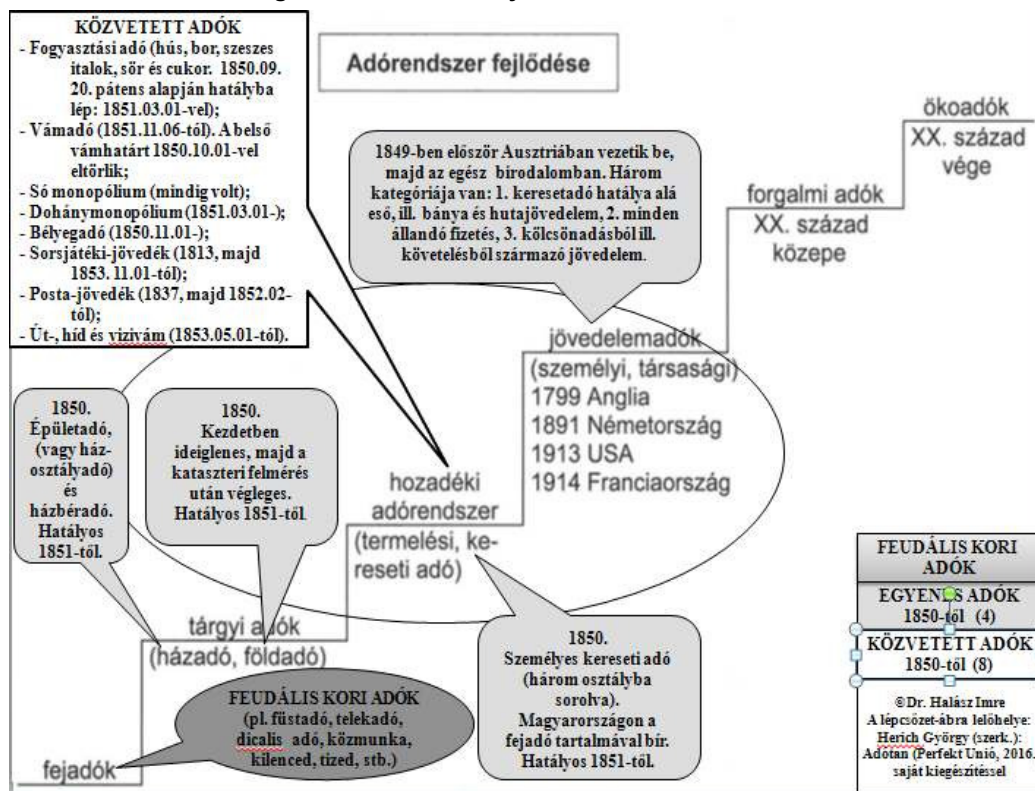 KÖZVETETT ADÓK
- Fogyasztási adó (hús, bor, szeszes
italok, sör és cukor. 1850.09.
20. pátens alapján hatályba
lép: 1851.03.01-vel);
- Vámadó (1851.11.06-tól). A belső
vámhatárt 1850.10.01-vel
eltörlik;
- Só monopólium (mindig volt);
- Dohánymonopólium (1851.03.01-);
- Bélyegadó (1850.11.01-);
- Sorsjátéki-jövedék (1813, majd
1853. 11.01-től);
- Posta-jövedék (1837, majd 1852.02-
től);
- Út-, híd és vizivám (1853.05.01-től).
Adórendszer fejlődése
1849-ben először Ausztriában vezetik be,
majd az egész birodalomban. Három
kategóriája van: 1. keresetadó hatálya alá
eső, ill. bánya és hutajövedelem, 2. minden
állandó fizetés, 3. kölcsönadásból ill.
követelésből származó jövedelem.
ökoadók
XX. század
vége
forgalmi adók
XX. század
közepe
jövedelemadók
(személyi, társasági)
1799 Anglia
1891 Németország
1913 USA
1914 Franciaország
1850.
Épületadó,
(vagy ház-
osztályadó)
és
házbéradó.
Hatályos
1851-től.
1850.
Kezdetben
ideiglenes, majd a
kataszteri felmérés
után végleges.
Hatályos 1851-től.
hozadéki
adórendszer
(termelési, ke-
reseti adó)
tárgyi adók
(házadó, földadó)
1850.
Személyes kereseti adó
(három osztályba
sorolva).
Magyarországon a
fejadó tartalmával bír.
Hatályos 1851-től.
FEUDÁLIS KORI ADÓK
(pl. füstadó, telekadó,
dicalis adó, közmunka,
kilenced, tized, stb.)
fejadók
FEUDÁLIS KORI
ADÓK
EGYENES ADÓK
1850-től (4)
KÖZVETETT ADÓK
1850-től (8)
©Dr. Halász Imre
A lépcsőzet-ábra lelőhelye:
Herich György (szerk..):
Adótan (Perfekt Unió, 2016.
saját kiegészítéssel